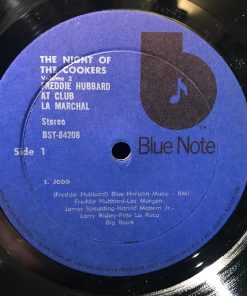 THE NIGHT OF
THE COOKERS
Volume 2
FREDDIE HUBBARD
AT CLUB
LA MARCHAL
Stereo
BST-84208
Side 1
TM
Blue Note
1. JODO
(Freddie Hubbard) Blue Horizon Music - BMI
Freddie Hubbard-Lee Morgan-
James Spaulding-Harold Mabern Jr.-
Larry Ridley-Pete La Roca
Big Black